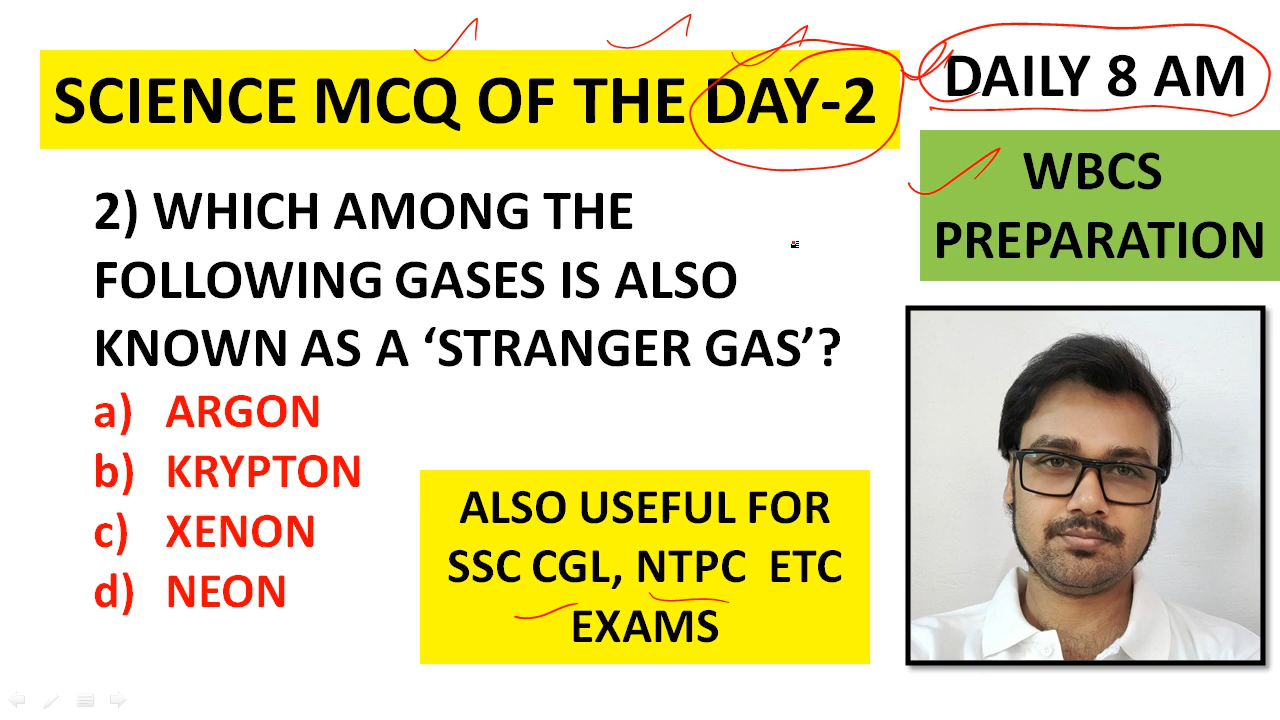 SCIENCE MCQ OF THE DAY-2
DAILY 8 AM
WBCS
PREPARATION
2) WHICH AMONG THE
FOLLOWING GASES IS ALSO
KNOWN AS A ‘STRANGER GAS’?
a) ARGON
b) KRYPTON
c) XENON
d) NEON
ALSO USEFUL FOR
SSC CGL, NTPC ETC
EXAMS